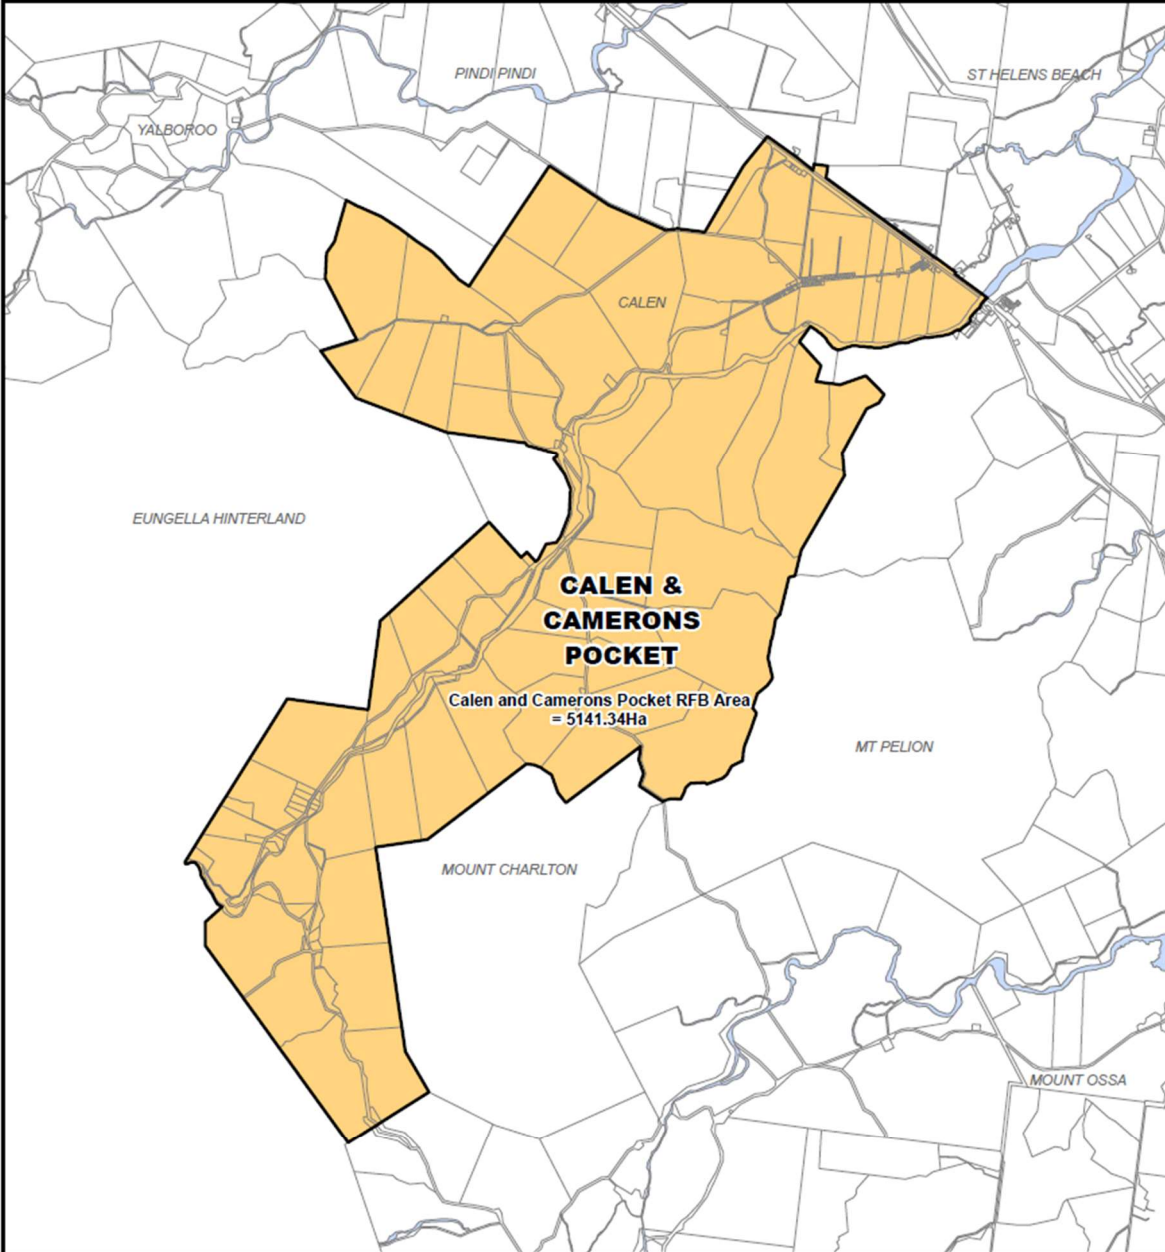 PINDI PINDI
ST HELENS BEACH
YALBOROO
CALEN
EUNGELLA HINTERLAND
CALEN &
CAMERONS
POCKET
Calen and Camerons Pocket RFB Area
= 5141.34Ha
MT PELION
MOUNT CHARLTON
MOUNT OSSA